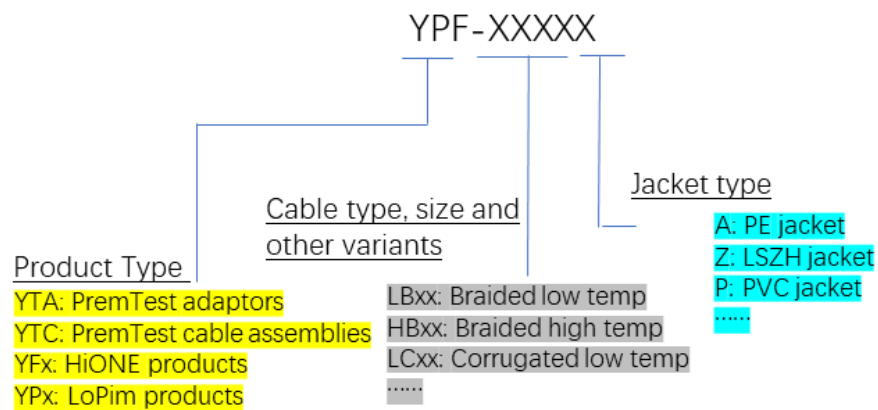 YPF-XXXXX
Product Type
YTA: PremTest adaptors
YTC: PremTest cable assemblies
YFx: HiONE products
YPx: LoPim products
Cable type, size and
other variants
LBxx: Braided low temp
HBxx: Braided high temp
LCxx: Corrugated low temp
......
Jacket type
A: PE jacket
Z: LSZH jacket
P: PVC jacket
......